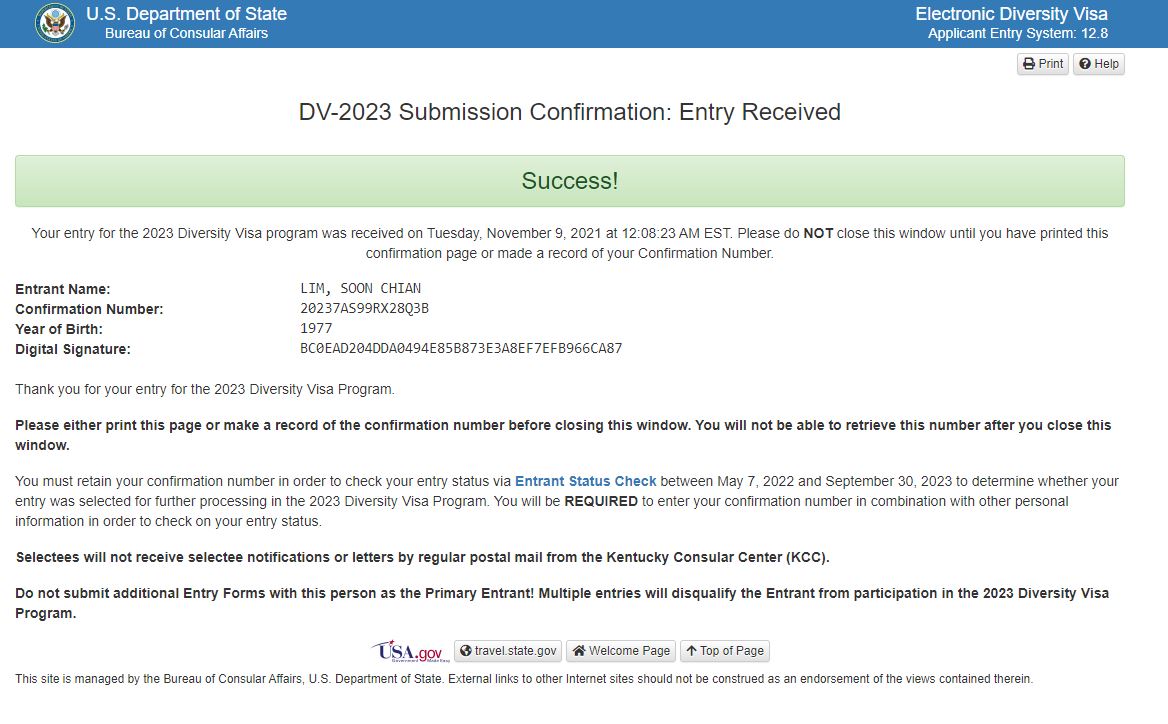 U.S. Department of State
Bureau of Consular Affairs
Electronic Diversity Visa
Applicant Entry System: 12.8
Print
Help
DV-2023 Submission Confirmation: Entry Received
Success!
Your entry for the 2023 Diversity Visa program was received on Tuesday, November 9, 2021 at 12:08:23 AM EST. Please do NOT close this window until you have printed this
confirmation page or made a record of your Confirmation Number.
Entrant Name: LIM, SOON CHIAN
Confirmation Number: 20237AS99RX28Q3B
Year of Birth: 1977
Digital Signature: BC0EAD204DDA0494E85B873E3A8EF7EFB966CA87
Thank you for your entry for the 2023 Diversity Visa Program.
Please either print this page or make a record of the confirmation number before closing this window. You will not be able to retrieve this number after you close this
window.
You must retain your confirmation number in order to check your entry status via Entrant Status Check between May 7, 2022 and September 30, 2023 to determine whether your
entry was selected for further processing in the 2023 Diversity Visa Program. You will be REQUIRED to enter your confirmation number in combination with other personal
information in order to check on your entry status.
Selectees will not receive selectee notifications or letters by regular postal mail from the Kentucky Consular Center (KCC).
Do not submit additional Entry Forms with this person as the Primary Entrant! Multiple entries will disqualify the Entrant from participation in the 2023 Diversity Visa
Program.
USA.gov
Government Made Easy
travel.state.gov
Welcome Page
Top of Page
This site is managed by the Bureau of Consular Affairs, U.S. Department of State. External links to other Internet sites should not be construed as an endorsement of the views contained therein.